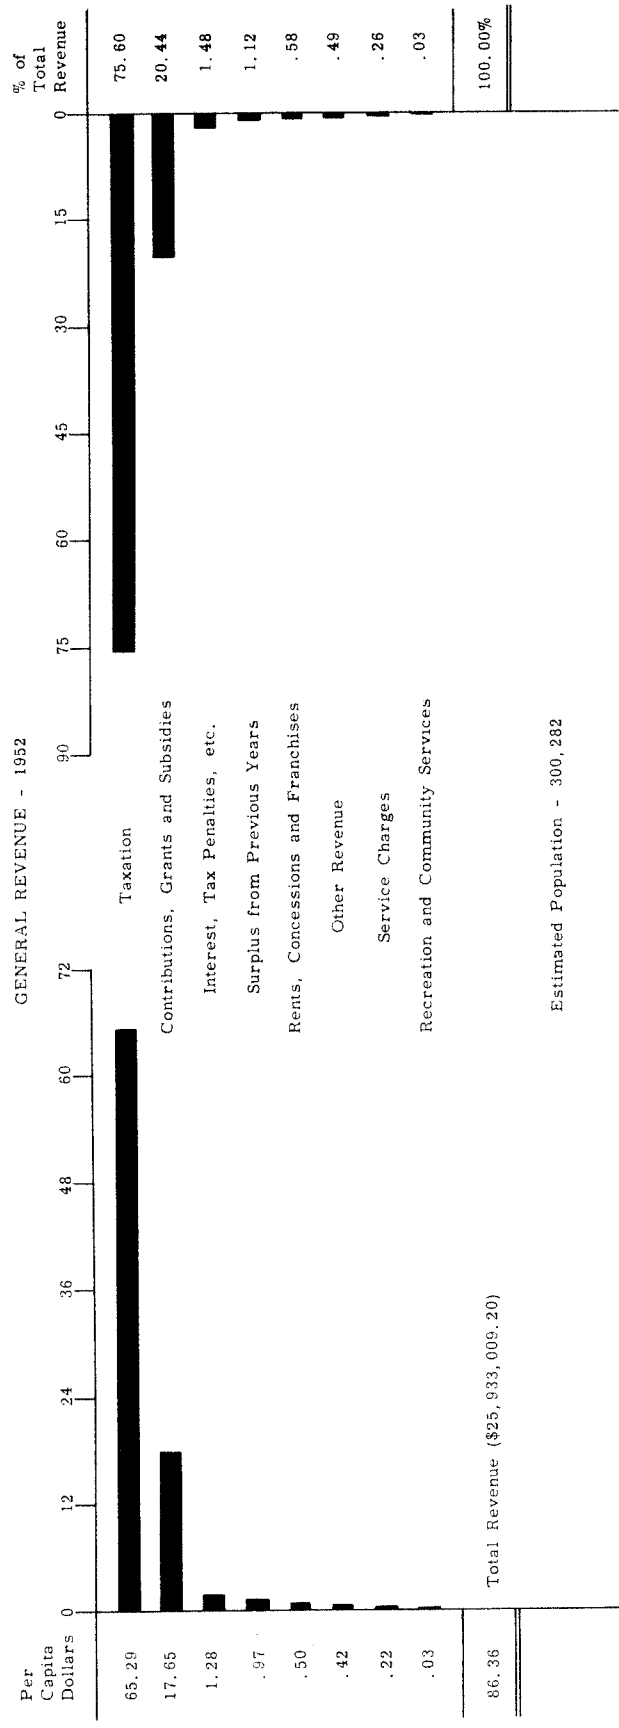 GENERAL REVENUE - 1952
Per
Capita
Dollars
0 12 24 36 48 60 72
90 75 60 45 30 15 0
% of
Total
Revenue
65.29 Taxation 75.60
17.65 Contributions, Grants and Subsidies 20.44
1.28 Interest, Tax Penalties, etc. 1.48
.97 Surplus from Previous Years 1.12
.50 Rents, Concessions and Franchises .58
.42 Other Revenue .49
.22 Service Charges .26
.03 Recreation and Community Services .03
86.36 Total Revenue ($25,933,009.20) 100.00%
Estimated Population - 300,282